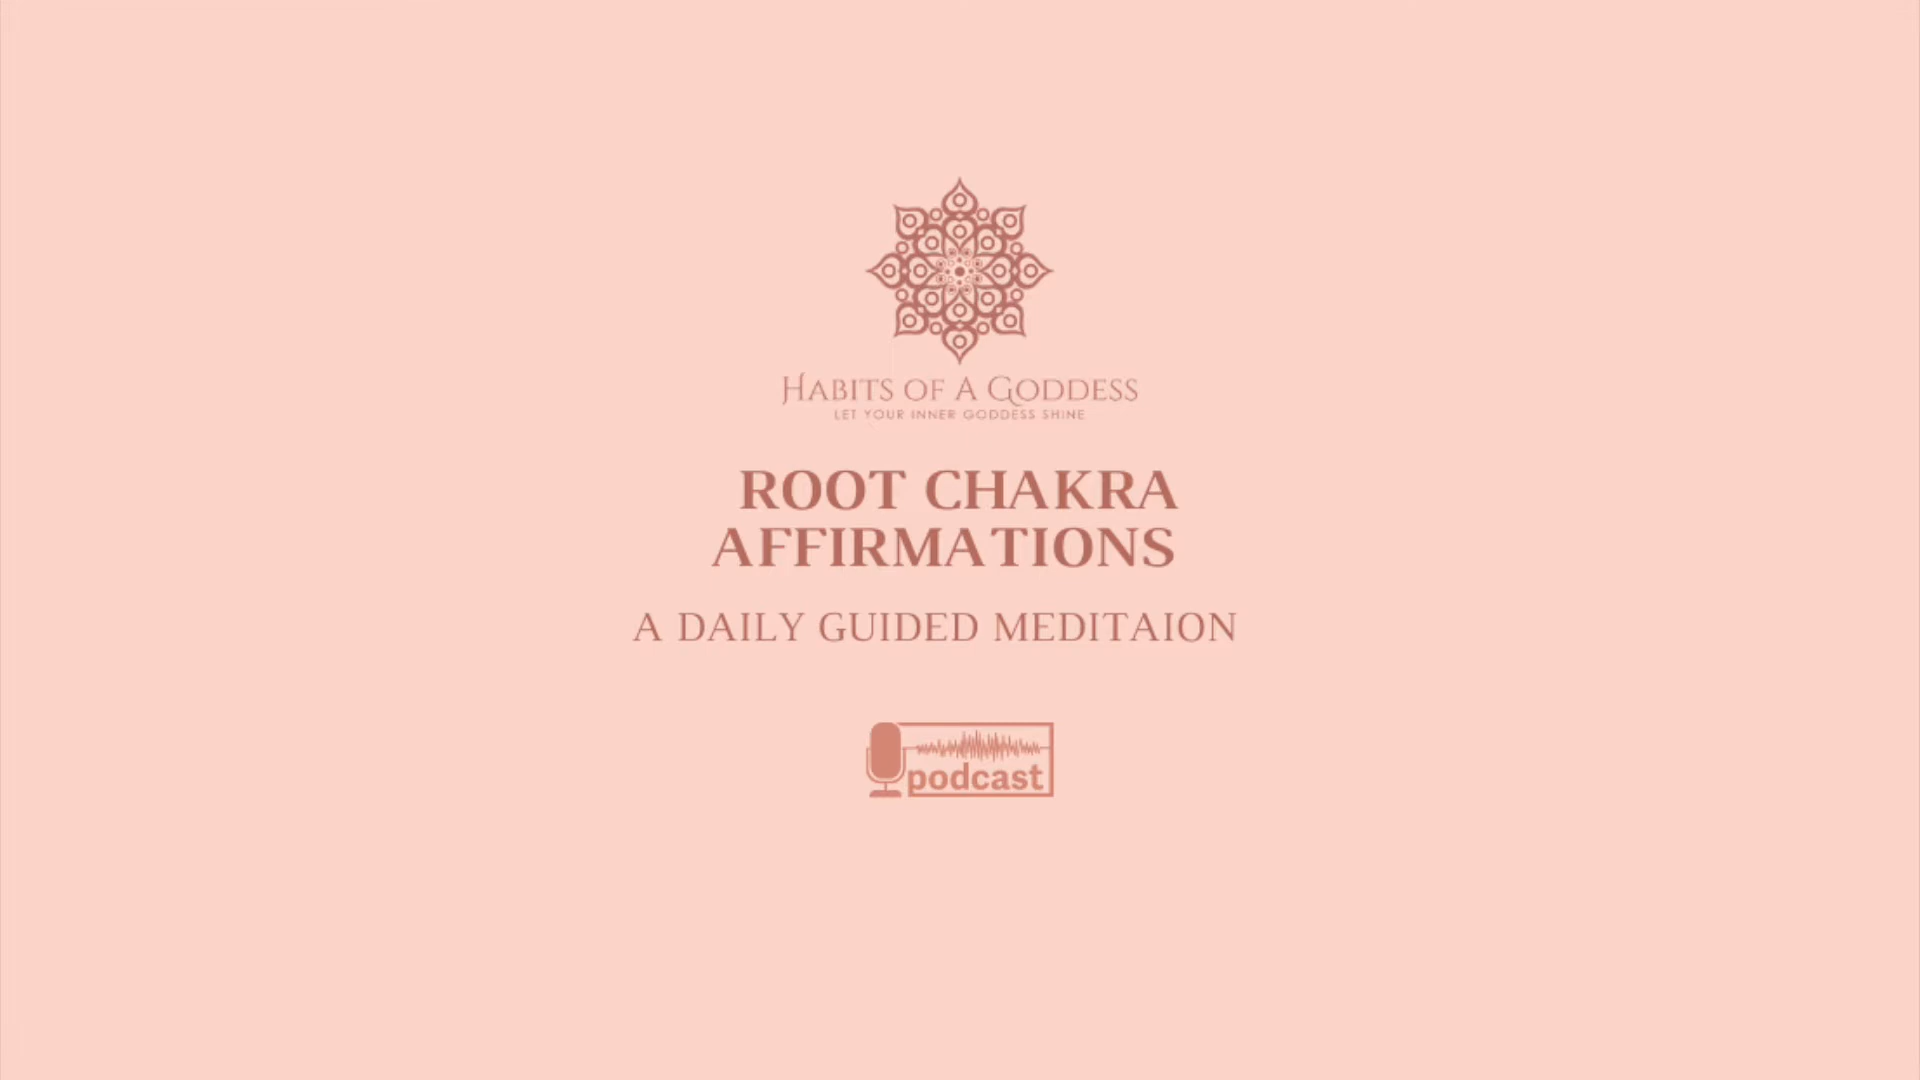 HABITS OF A GODDESS
LET YOUR INNER GODDESS SHINE
ROOT CHAKRA
AFFIRMATIONS
A DAILY GUIDED MEDITAION
podcast